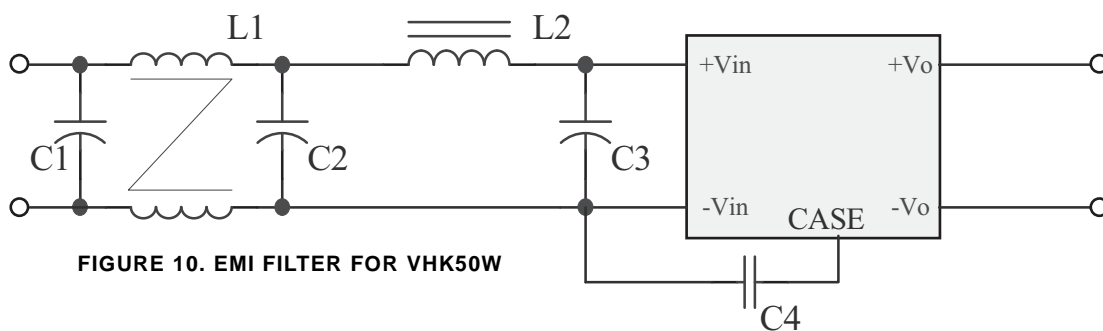 L1
L2
+Vin
+Vo
C1
C2
C3
-Vin
CASE
-Vo
FIGURE 10. EMI FILTER FOR VHK50W
C4